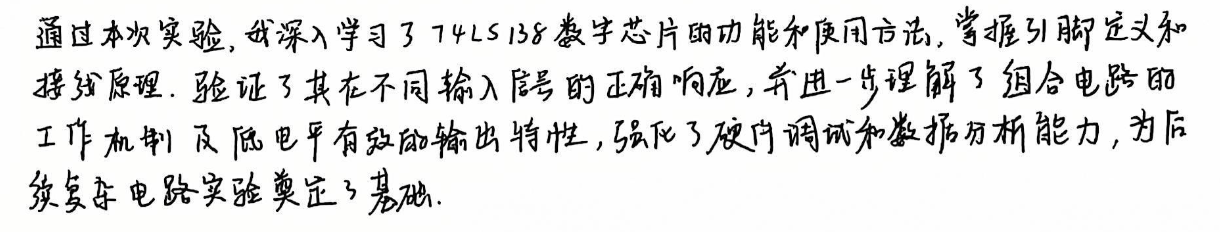 通过本次实验,我深入学习了74LS138数字芯片的功能和使用方法,掌握引脚定义和
接线原理.验证了其在不同输入信号的正确响应,并进一步理解了组合电路的
工作机制及低电平有效的输出特性,强化了硬件调试和数据分析能力,为后
续复杂电路实验奠定了基础.